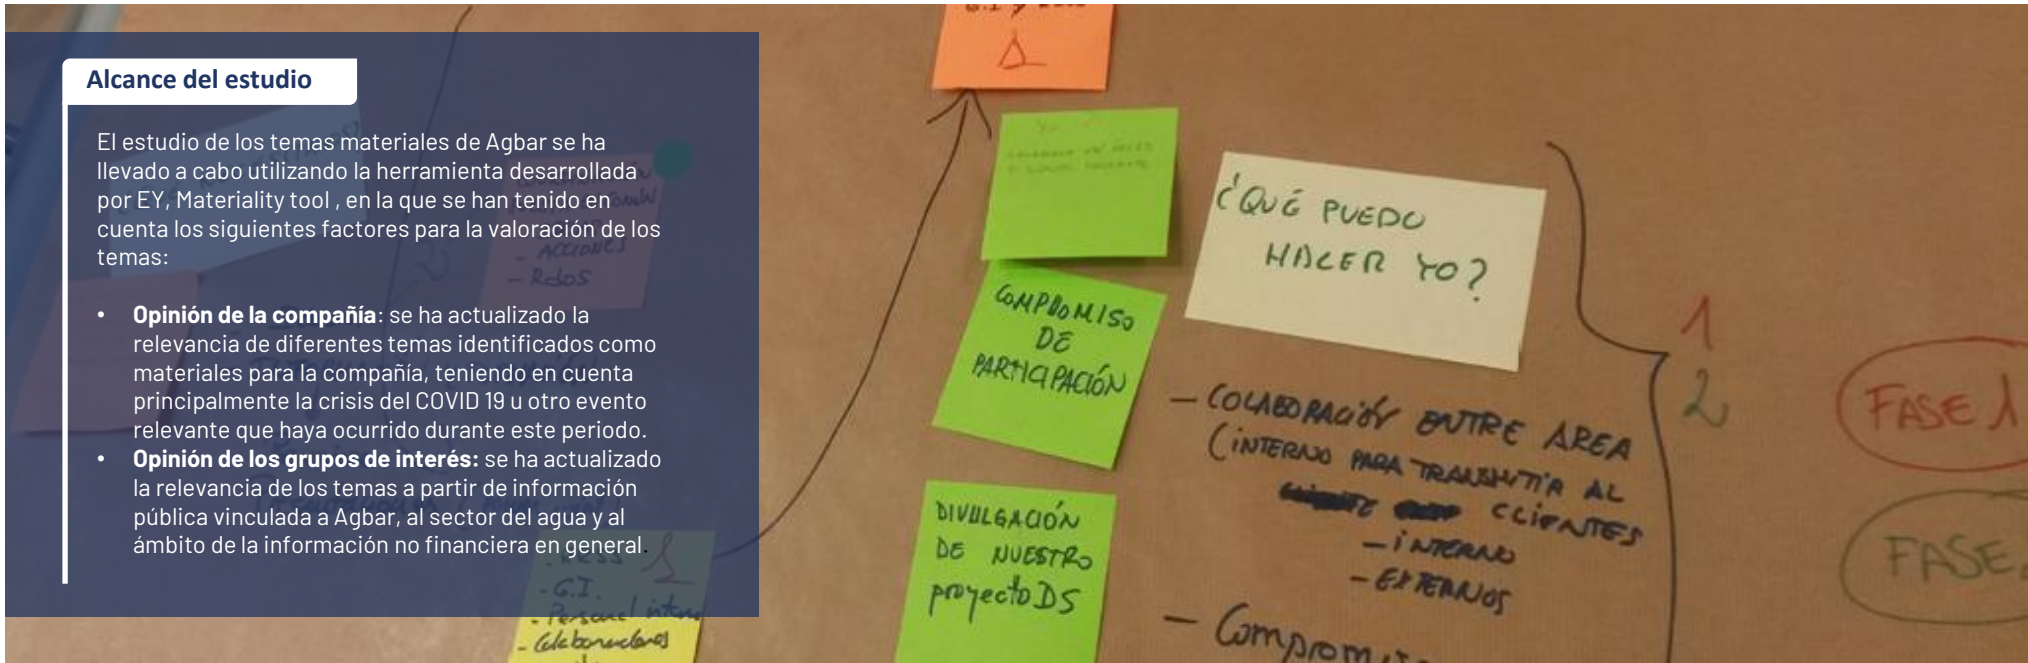 Alcance del estudio
El estudio de los temas materiales de Agbar se ha
llevado a cabo utilizando la herramienta desarrollada
por EY, Materiality tool , en la que se han tenido en
cuenta los siguientes factores para la valoración de los
temas:
• Opinión de la compañía: se ha actualizado la
relevancia de diferentes temas identificados como
materiales para la compañía, teniendo en cuenta
principalmente la crisis del COVID 19 u otro evento
relevante que haya ocurrido durante este periodo.
• Opinión de los grupos de interés: se ha actualizado
la relevancia de los temas a partir de información
pública vinculada a Agbar, al sector del agua y al
ámbito de la información no financiera en general.
- ACCIONES
- Robos
- G.I.
- Personal interno
- Colaboradores
1
¿QUÉ PUEDO
HACER YO?
COMPROMISO
DE
PARTICIPACIÓN
DIVULGACIÓN
DE NUESTRO
proyecto DS
- COLABORACIÓN ENTRE AREA
(INTERNO PARA TRANSMITIR AL
CLIENTES
- INTERNO
- EXTERNOS
- Compromiso
1
2
FASE 1
FASE